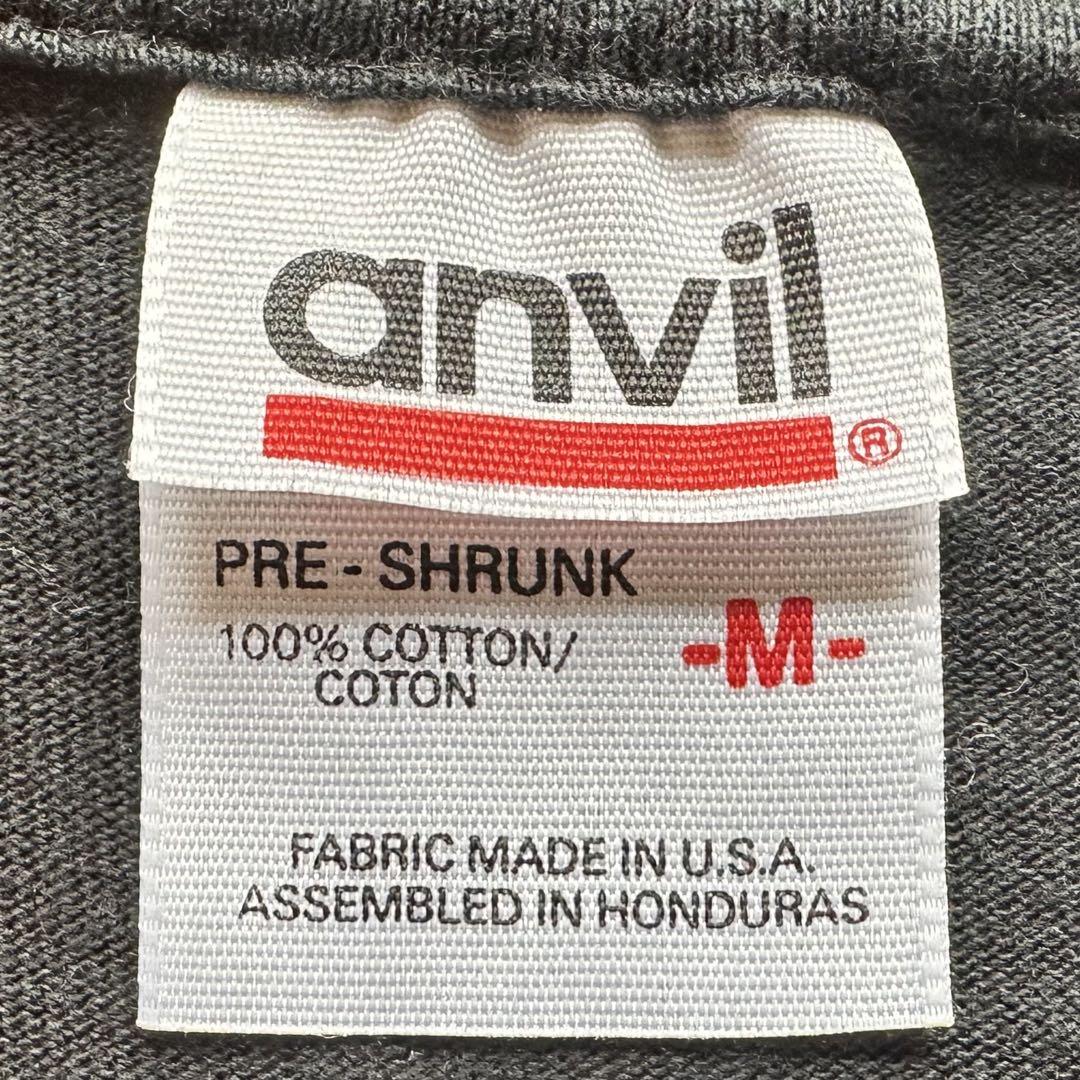 anvil
®
PRE - SHRUNK
100% COTTON/
COTON
-M-
FABRIC MADE IN U.S.A.
ASSEMBLED IN HONDURAS